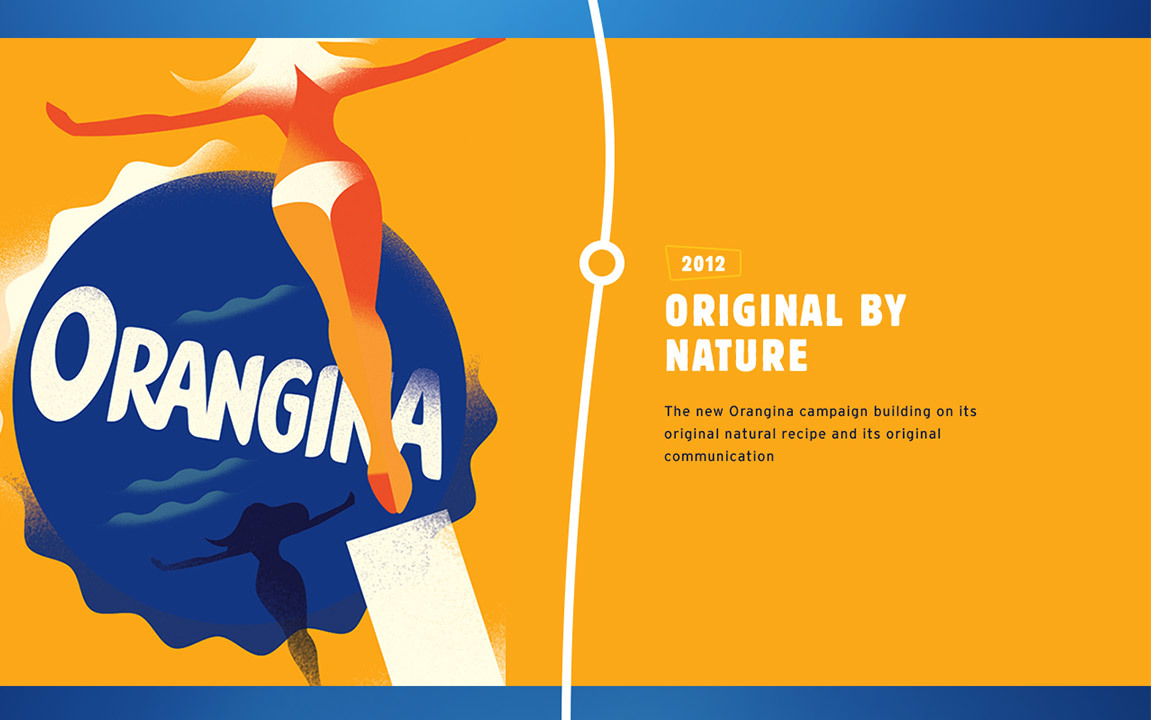 ORANGINA
2012
ORIGINAL BY
NATURE
The new Orangina campaign building on its
original natural recipe and its original
communication